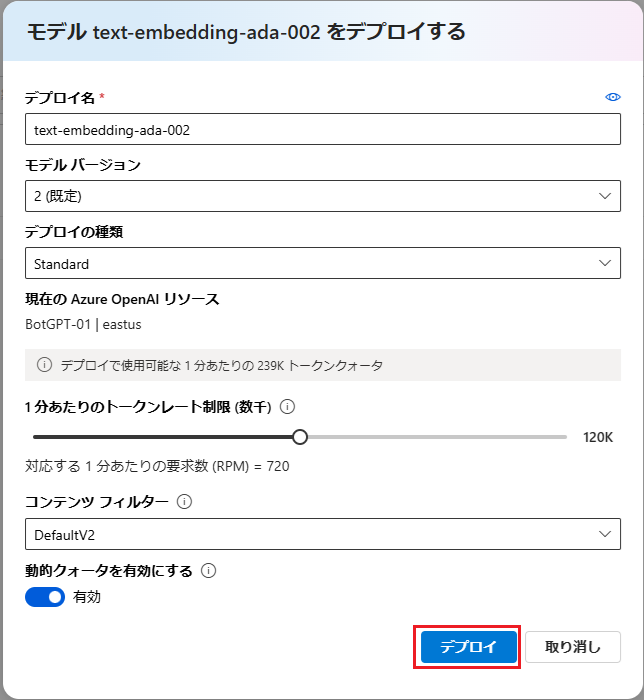 モデル text-embedding-ada-002 をデプロイする
デプロイ名 *
text-embedding-ada-002
モデル バージョン
2 (既定)
デプロイの種類
Standard
現在の Azure OpenAI リソース
BotGPT-01 | eastus
デプロイで使用可能な 1 分あたりの 239K トークンクォータ
1 分あたりのトークンレート制限 (数千)
120K
対応する 1 分あたりの要求数 (RPM) = 720
コンテンツ フィルター
DefaultV2
動的クォータを有効にする
有効
デプロイ 取り消し